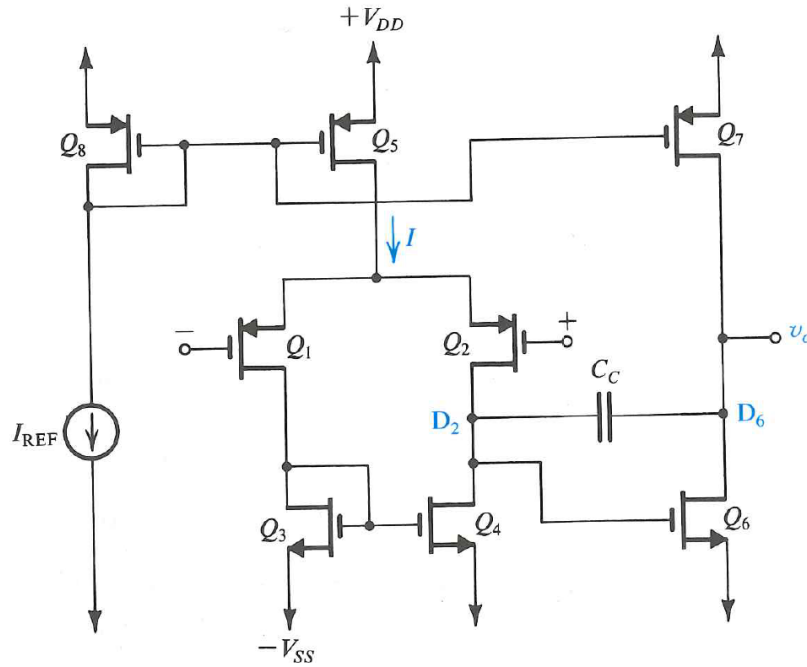 +V_DD
Q_8
Q_5
Q_7
I
−
Q_1
Q_2
+
v_o
C_C
D_2
D_6
I_REF
Q_3
Q_4
Q_6
−V_SS